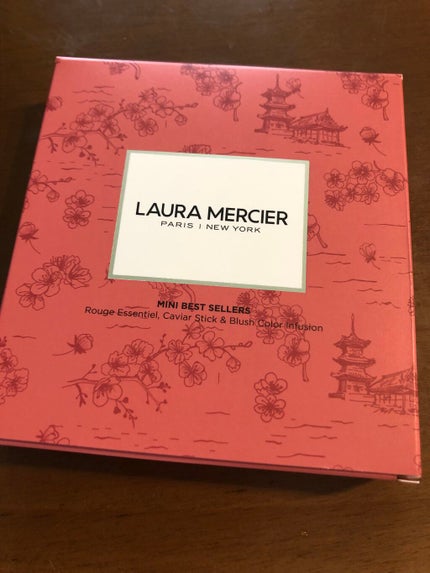 LAURA MERCIER
PARIS | NEW YORK
MINI BEST SELLERS
Rouge Essentiel, Caviar Stick & Blush Color Infusion